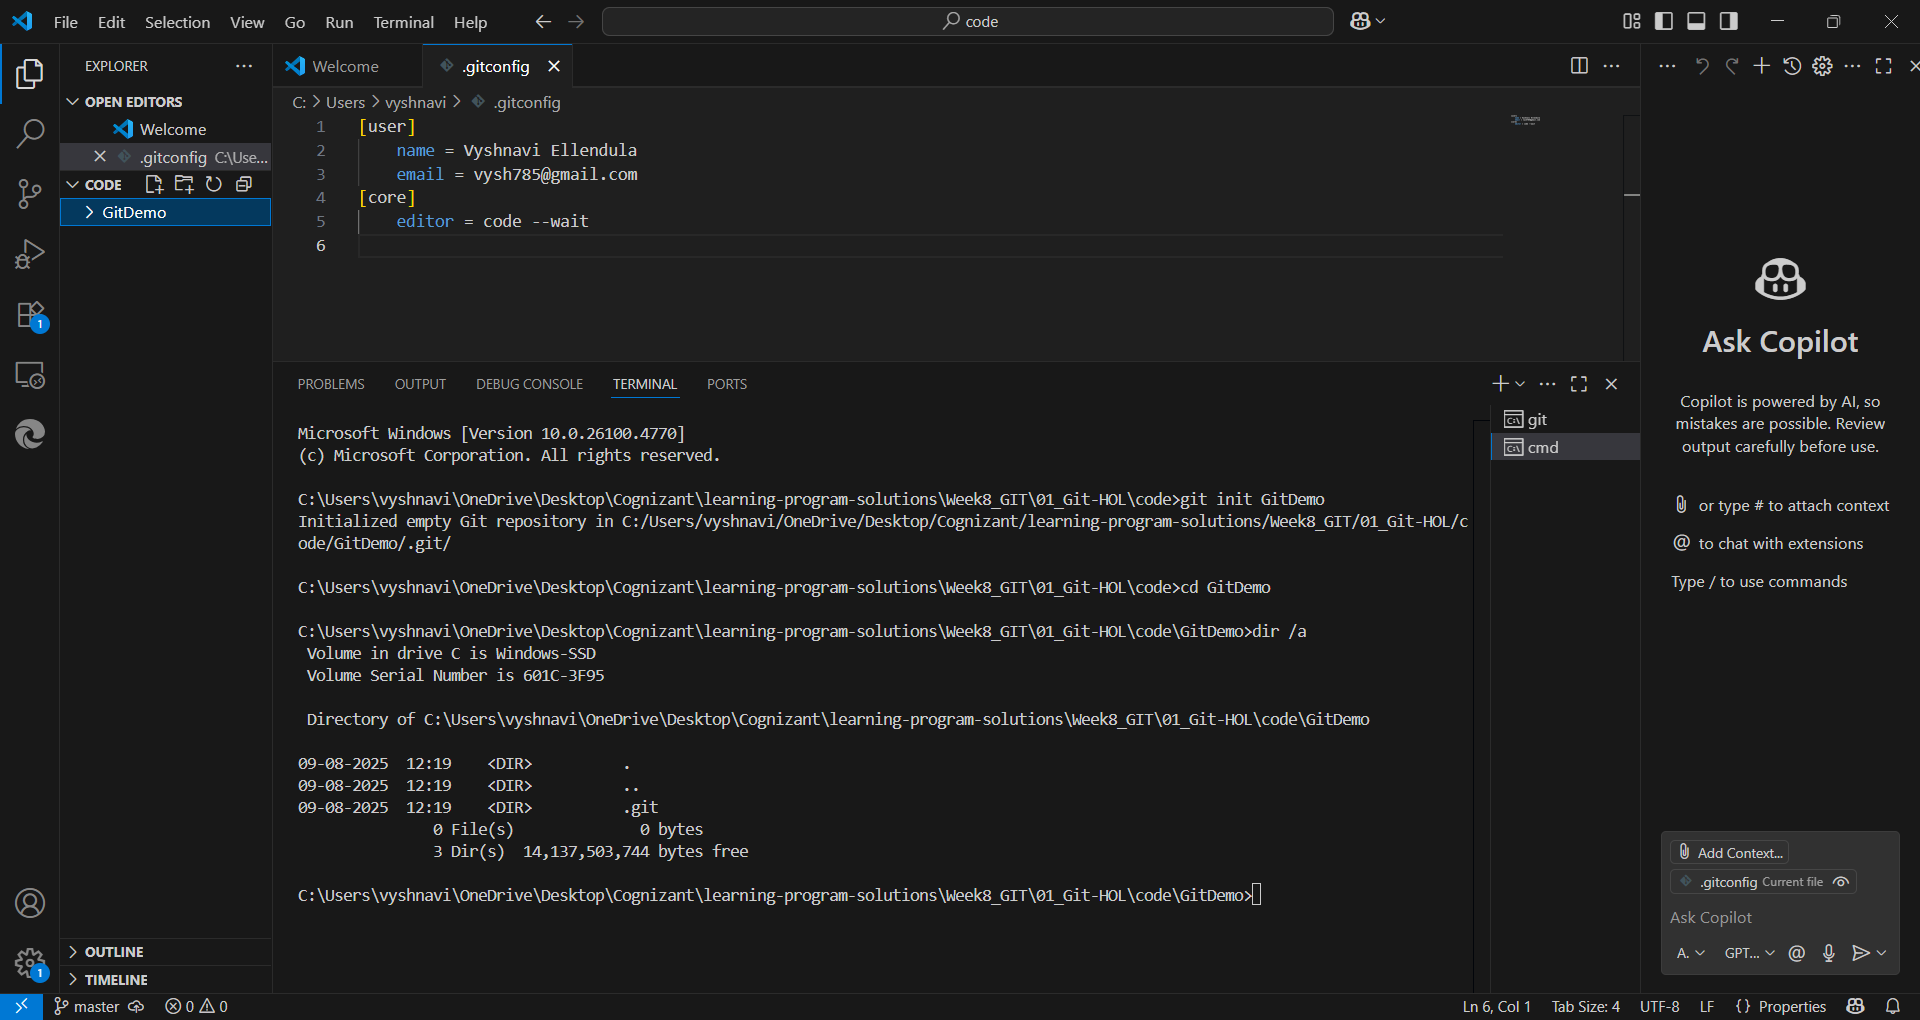 File Edit Selection View Go Run Terminal Help
code
EXPLORER
OPEN EDITORS
Welcome
.gitconfig C:\Use...
CODE
GitDemo
OUTLINE
TIMELINE
Welcome
.gitconfig
C: > Users > vyshnavi > .gitconfig
1 [user]
2 name = Vyshnavi Ellendula
3 email = vysh785@gmail.com
4 [core]
5 editor = code --wait
6
PROBLEMS OUTPUT DEBUG CONSOLE TERMINAL PORTS
Microsoft Windows [Version 10.0.26100.4770]
(c) Microsoft Corporation. All rights reserved.
C:\Users\vyshnavi\OneDrive\Desktop\Cognizant\learning-program-solutions\Week8_GIT\01_Git-HOL\code>git init GitDemo
Initialized empty Git repository in C:/Users/vyshnavi/OneDrive/Desktop/Cognizant/learning-program-solutions/Week8_GIT/01_Git-HOL/c
ode/GitDemo/.git/
C:\Users\vyshnavi\OneDrive\Desktop\Cognizant\learning-program-solutions\Week8_GIT\01_Git-HOL\code>cd GitDemo
C:\Users\vyshnavi\OneDrive\Desktop\Cognizant\learning-program-solutions\Week8_GIT\01_Git-HOL\code\GitDemo>dir /a
Volume in drive C is Windows-SSD
Volume Serial Number is 601C-3F95
Directory of C:\Users\vyshnavi\OneDrive\Desktop\Cognizant\learning-program-solutions\Week8_GIT\01_Git-HOL\code\GitDemo
09-08-2025 12:19 <DIR> .
09-08-2025 12:19 <DIR> ..
09-08-2025 12:19 <DIR> .git
0 File(s) 0 bytes
3 Dir(s) 14,137,503,744 bytes free
C:\Users\vyshnavi\OneDrive\Desktop\Cognizant\learning-program-solutions\Week8_GIT\01_Git-HOL\code\GitDemo>
git
cmd
Ask Copilot
Copilot is powered by AI, so
mistakes are possible. Review
output carefully before use.
or type # to attach context
@ to chat with extensions
Type / to use commands
Add Context...
.gitconfig Current file
Ask Copilot
A. GPT... @
1
1
master 0 0
Ln 6, Col 1 Tab Size: 4 UTF-8 LF {} Properties